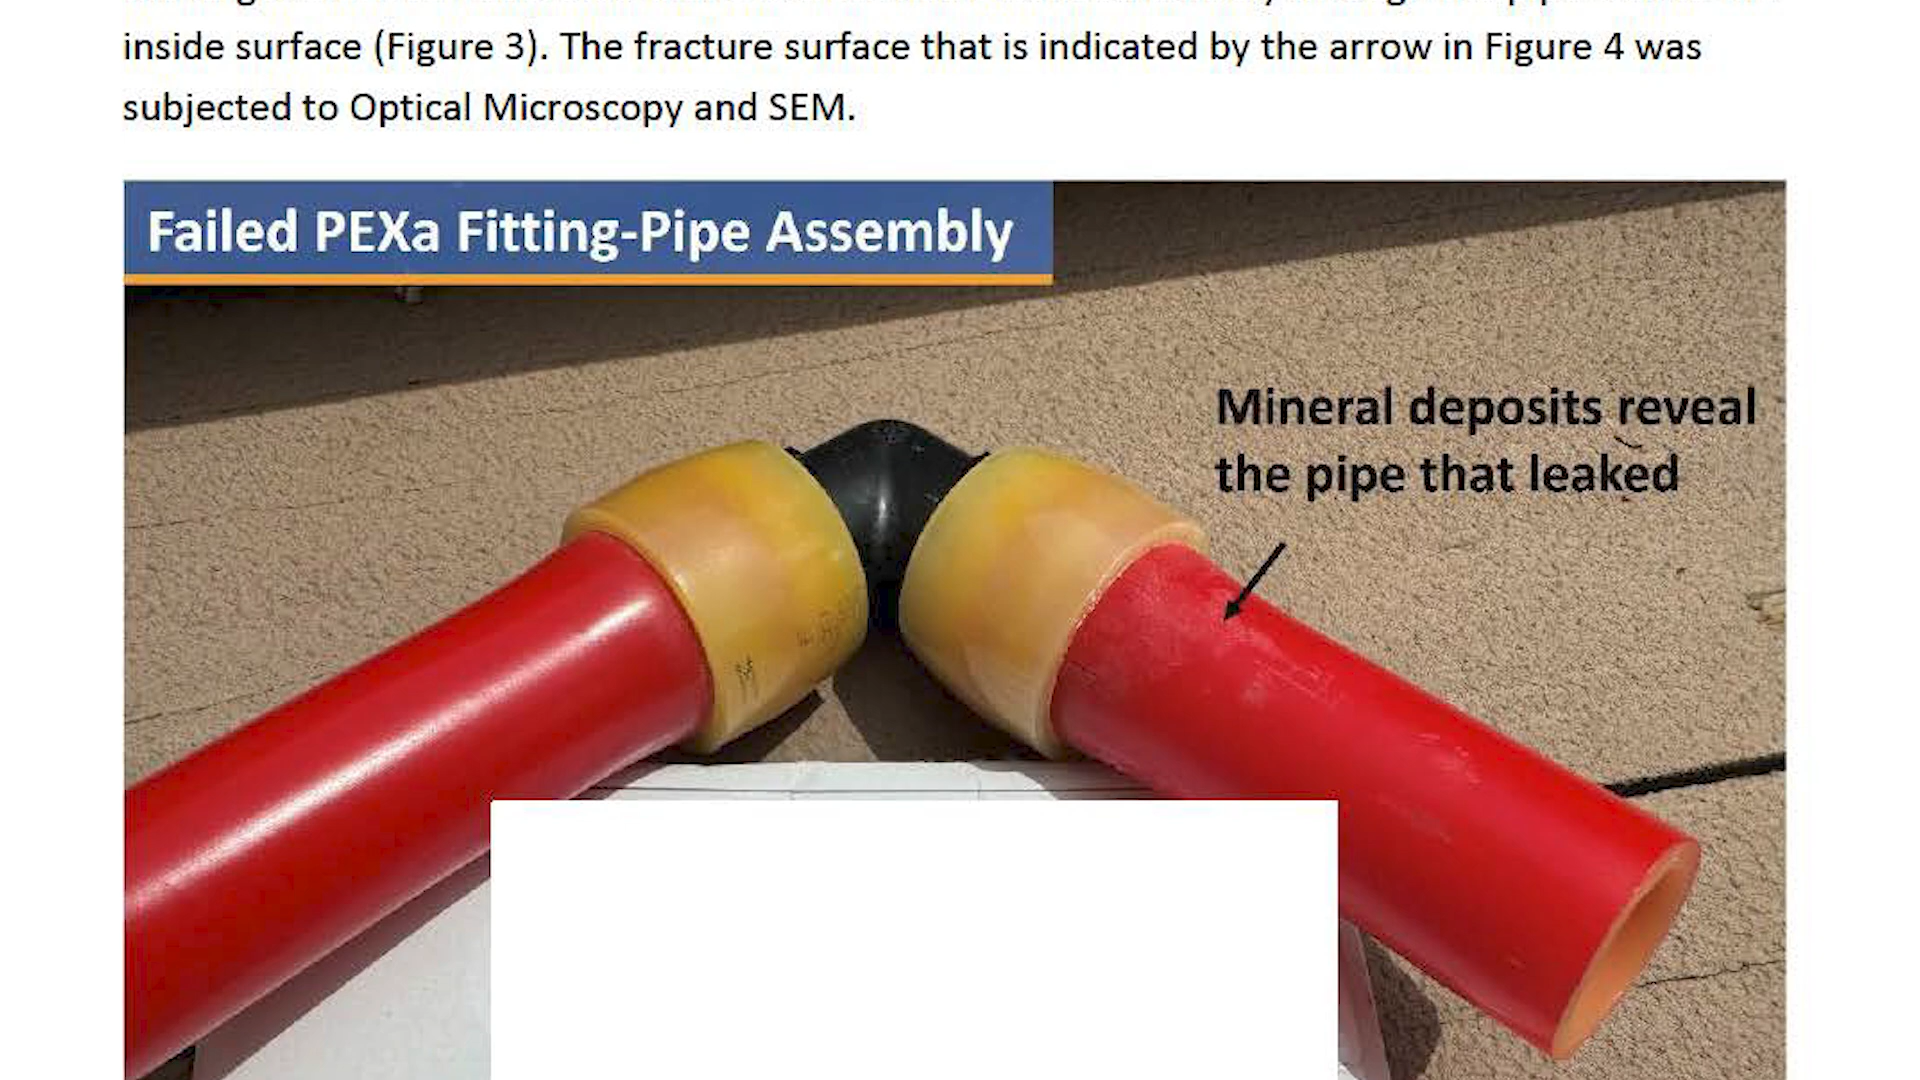 inside surface (Figure 3). The fracture surface that is indicated by the arrow in Figure 4 was
subjected to Optical Microscopy and SEM.
Failed PEXa Fitting-Pipe Assembly
Mineral deposits reveal
the pipe that leaked
M